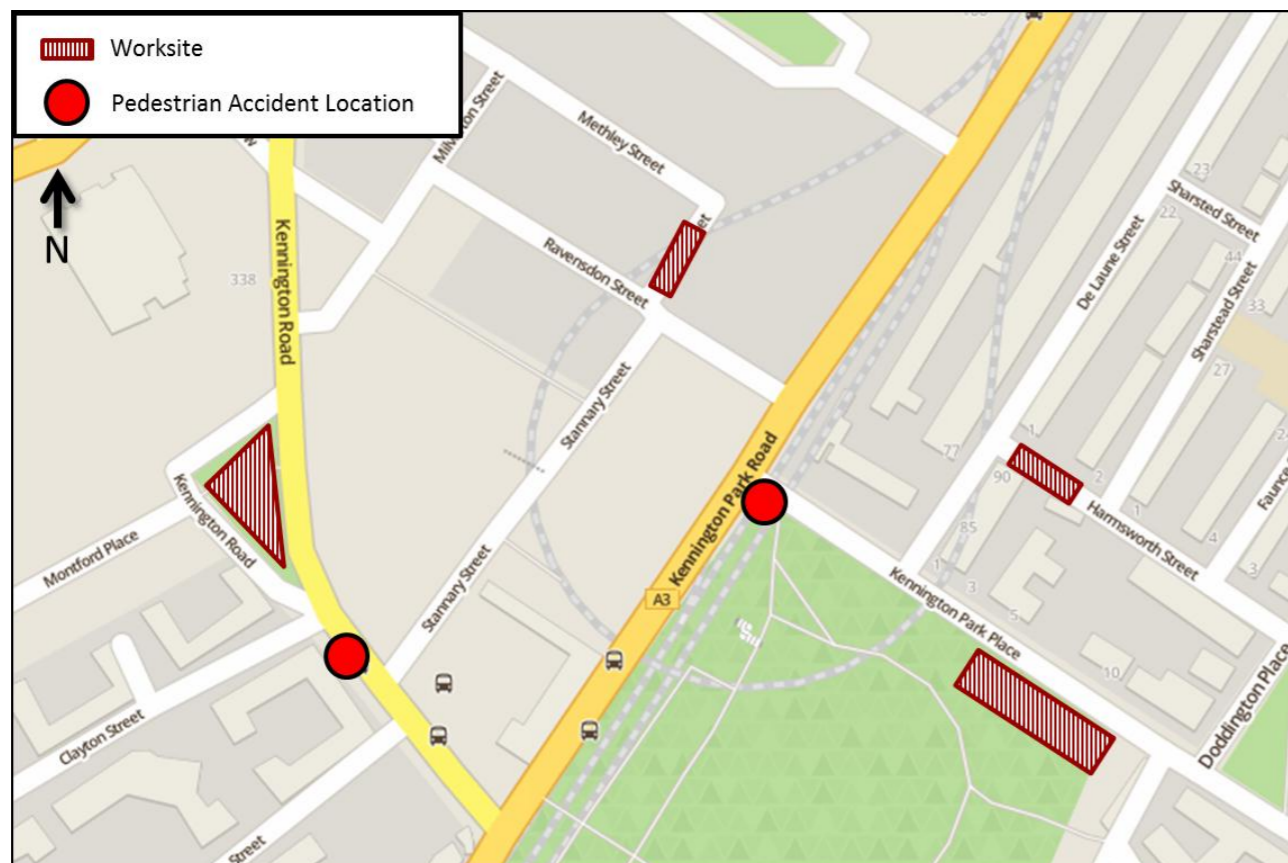 Worksite
Pedestrian Accident Location
N
Kennington Road
338
Methley Street
Ravensdon Street
Stannary Street
Stannary Street
Kennington Park Road
A3
Kennington Road
Montford Place
Clayton Street
Street
De Laune Street
Sharsted Street
Sharstead Street
Harmsworth Street
Kennington Park Place
Doddington Place
23
22
44
33
27
77
1
90
2
1
4
3
85
1
3
5
10